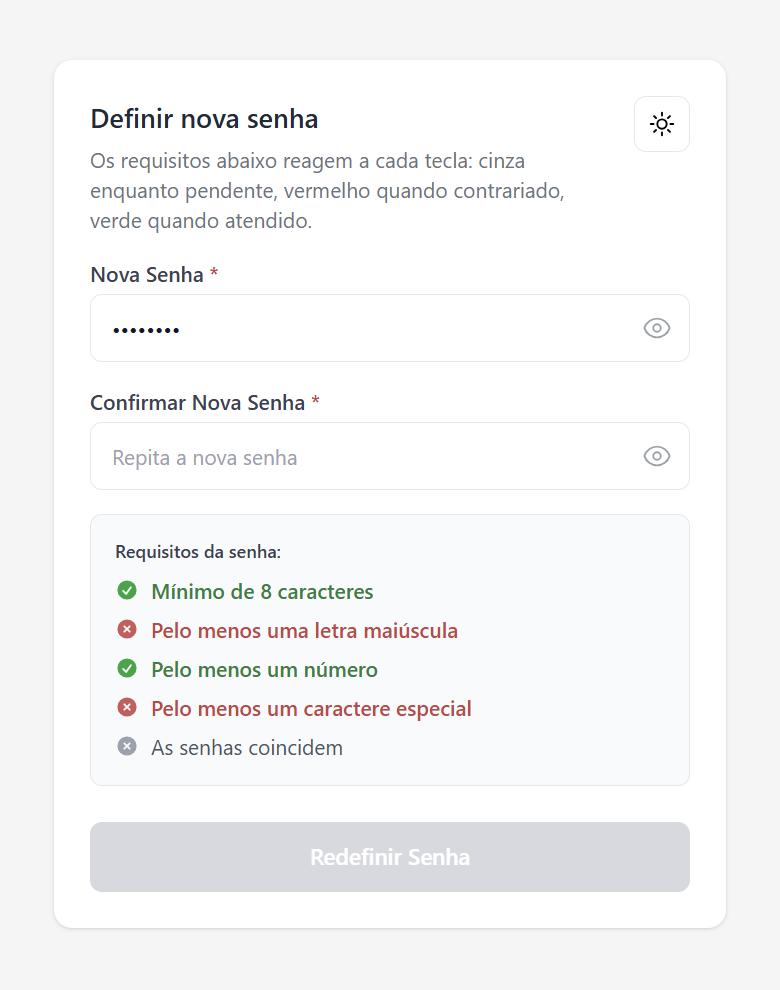 Definir nova senha
Os requisitos abaixo reagem a cada tecla: cinza
enquanto pendente, vermelho quando contrariado,
verde quando atendido.
Nova Senha *
••••••••
Confirmar Nova Senha *
Repita a nova senha
Requisitos da senha:
Mínimo de 8 caracteres
Pelo menos uma letra maiúscula
Pelo menos um número
Pelo menos um caractere especial
As senhas coincidem
Redefinir Senha